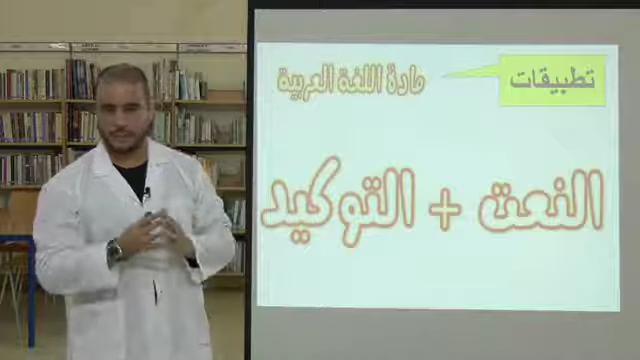 تطبيقات
مادة اللغة العربية
النعت + التوكيد